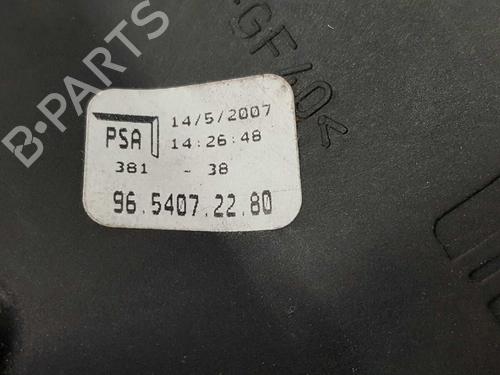 .GF40<
PSA 14/5/2007
14:26:48
381 - 38
96.5407.22.80
B-PARTS